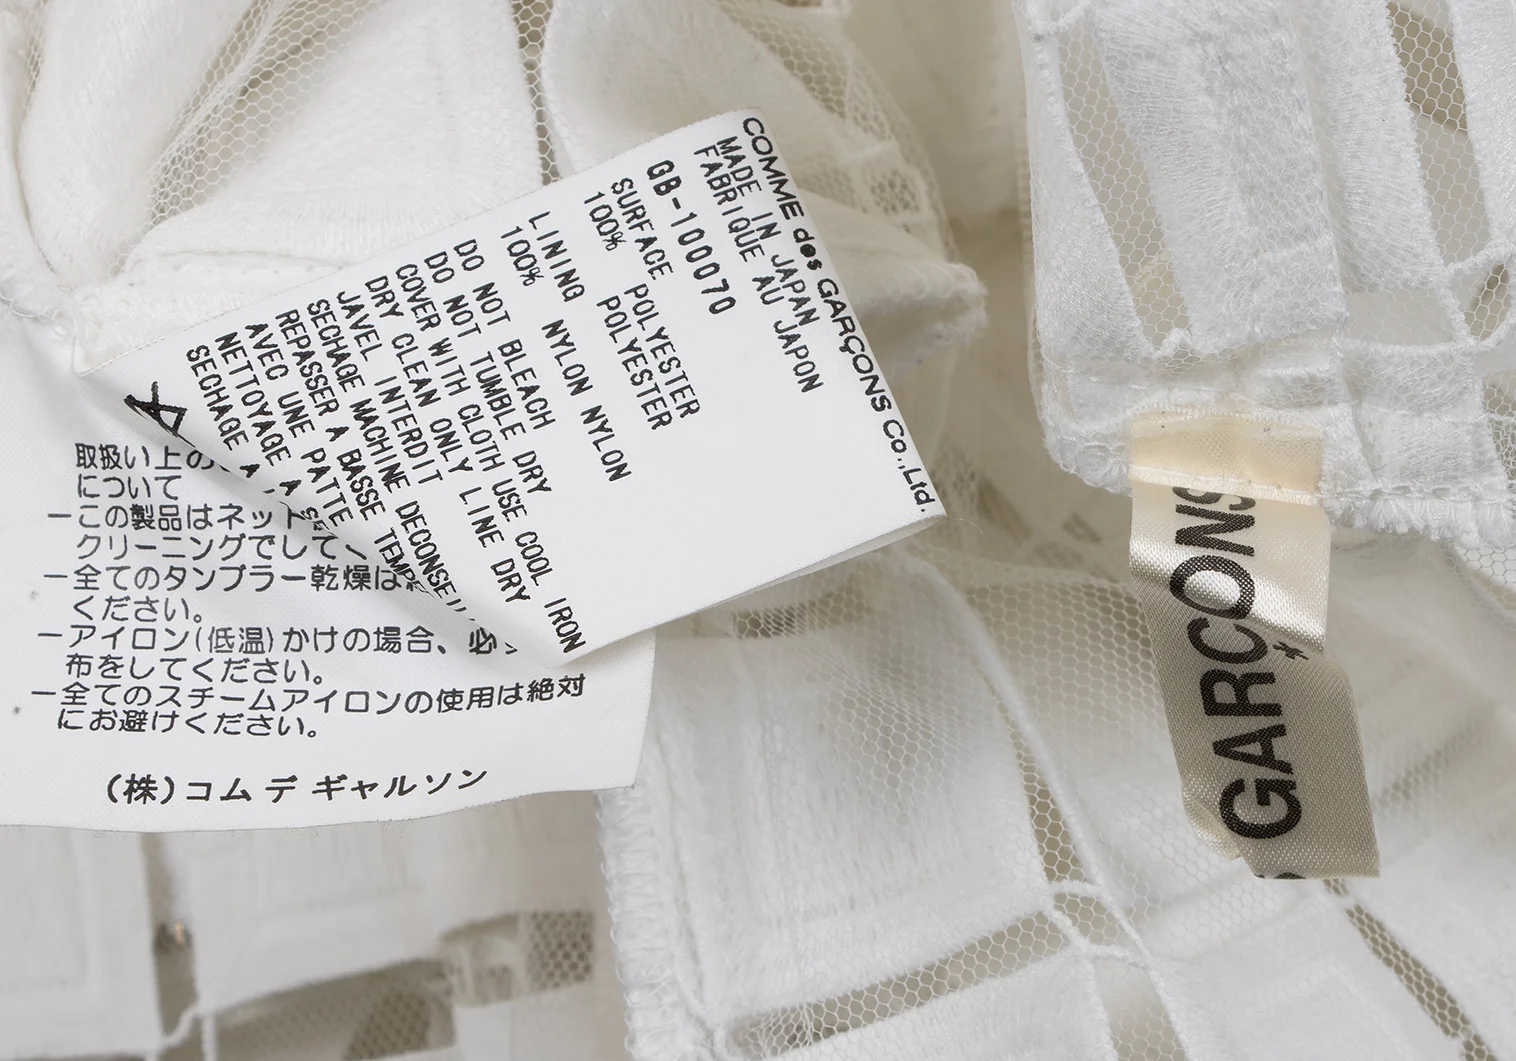 COMME des GARÇONS Co.,Ltd.
MADE IN JAPAN
FABRIQUE AU JAPON
GB-100070
SURFACE POLYESTER
100% POLYESTER
LINING NYLON NYLON
100%
DO NOT BLEACH
DO NOT TUMBLE DRY
COVER WITH CLOTH USE COOL IRON
DRY CLEAN ONLY LINE DRY
JAVEL INTERDIT
SECHAGE MACHINE
REPASSER A BASSE
AVEC UNE PATTE
NETTOYAGE A
SECHAGE A
取扱い上の
について
ーこの製品はネット
クリーニングでして
ー全てのタンブラー乾燥は
ください。
ーアイロン(低温)かけの場合、必
布をしてください。
ー全てのスチームアイロンの使用は絶対
にお避けください。
(株)コム デ ギャルソン
GARÇONS